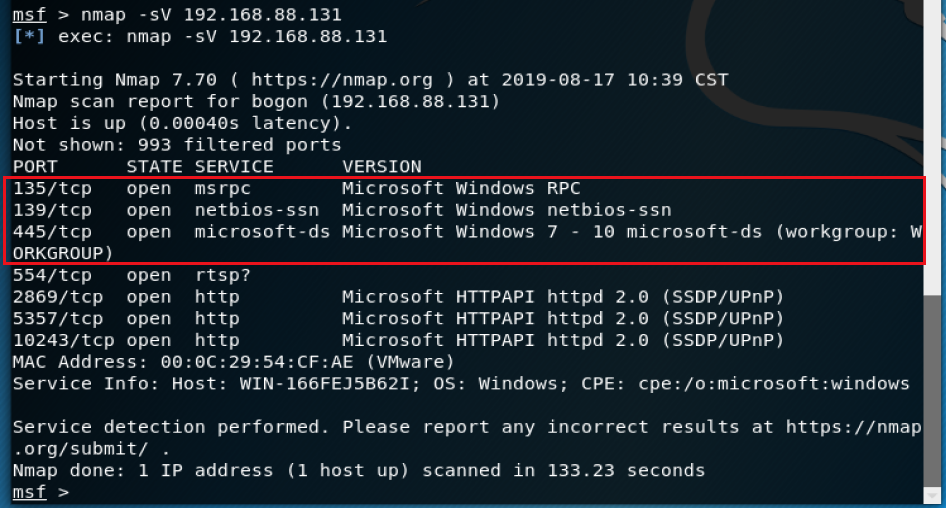 msf > nmap -sV 192.168.88.131
[*] exec: nmap -sV 192.168.88.131
Starting Nmap 7.70 ( https://nmap.org ) at 2019-08-17 10:39 CST
Nmap scan report for bogon (192.168.88.131)
Host is up (0.00040s latency).
Not shown: 993 filtered ports
PORT      STATE SERVICE      VERSION
135/tcp   open  msrpc        Microsoft Windows RPC
139/tcp   open  netbios-ssn  Microsoft Windows netbios-ssn
445/tcp   open  microsoft-ds Microsoft Windows 7 - 10 microsoft-ds (workgroup: W
ORKGROUP)
554/tcp   open  rtsp?
2869/tcp  open  http         Microsoft HTTPAPI httpd 2.0 (SSDP/UPnP)
5357/tcp  open  http         Microsoft HTTPAPI httpd 2.0 (SSDP/UPnP)
10243/tcp open  http         Microsoft HTTPAPI httpd 2.0 (SSDP/UPnP)
MAC Address: 00:0C:29:54:CF:AE (VMware)
Service Info: Host: WIN-166FEJ5B62I; OS: Windows; CPE: cpe:/o:microsoft:windows
Service detection performed. Please report any incorrect results at https://nmap
.org/submit/ .
Nmap done: 1 IP address (1 host up) scanned in 133.23 seconds
msf >